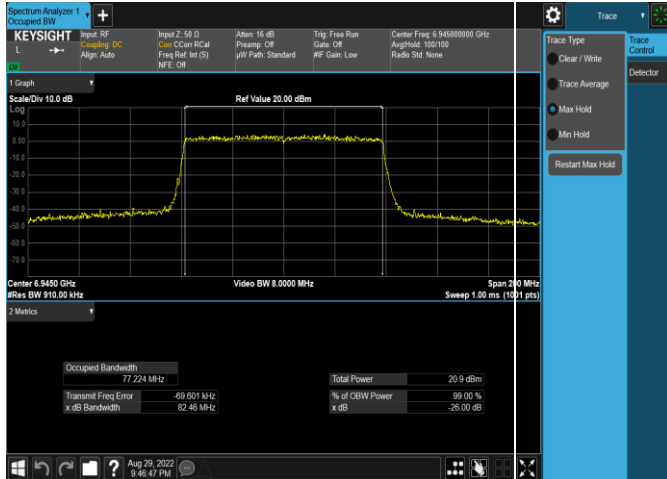 Spectrum Analyzer 1
Occupied BW
KEYSIGHT
L
Input: RF
Coupling: DC
Align: Auto
Input Z: 50 Ω
Corr CCorr RCal
Freq Ref: Int (S)
NFE: Off
Atten: 16 dB
Preamp: Off
µW Path: Standard
Trig: Free Run
Gate: Off
#IF Gain: Low
Center Freq: 6.945000000 GHz
Avg|Hold: 100/100
Radio Std: None
1 Graph
Scale/Div 10.0 dB
Ref Value 20.00 dBm
Log
10.0
0.00
-10.0
-20.0
-30.0
-40.0
-50.0
-60.0
-70.0
Center 6.9450 GHz
#Res BW 910.00 kHz
Video BW 8.0000 MHz
Span 200 MHz
Sweep 1.00 ms (1001 pts)
2 Metrics
Occupied Bandwidth
77.224 MHz
Transmit Freq Error -69.601 kHz
x dB Bandwidth 82.46 MHz
Total Power 20.9 dBm
% of OBW Power 99.00 %
x dB -26.00 dB
Aug 29, 2022
9:46:47 PM
Trace
Trace Type
Clear / Write
Trace Average
Max Hold
Min Hold
Restart Max Hold
Trace
Control
Detector